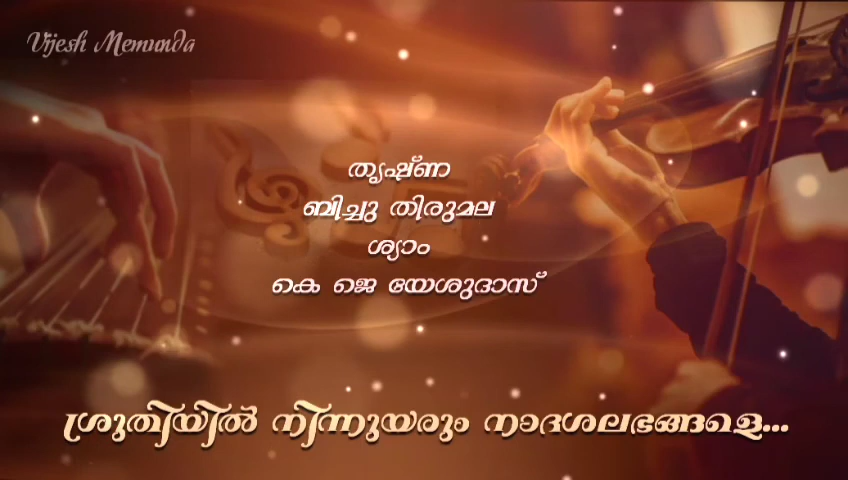 Vijesh Memunda
തൃഷ്ണ
ബിച്ചു തിരുമല
ശ്യാം
കെ ജെ യേശുദാസ്
ശ്രുതിയിൽ നിന്നുയരും നാദശലഭങ്ങളെ...